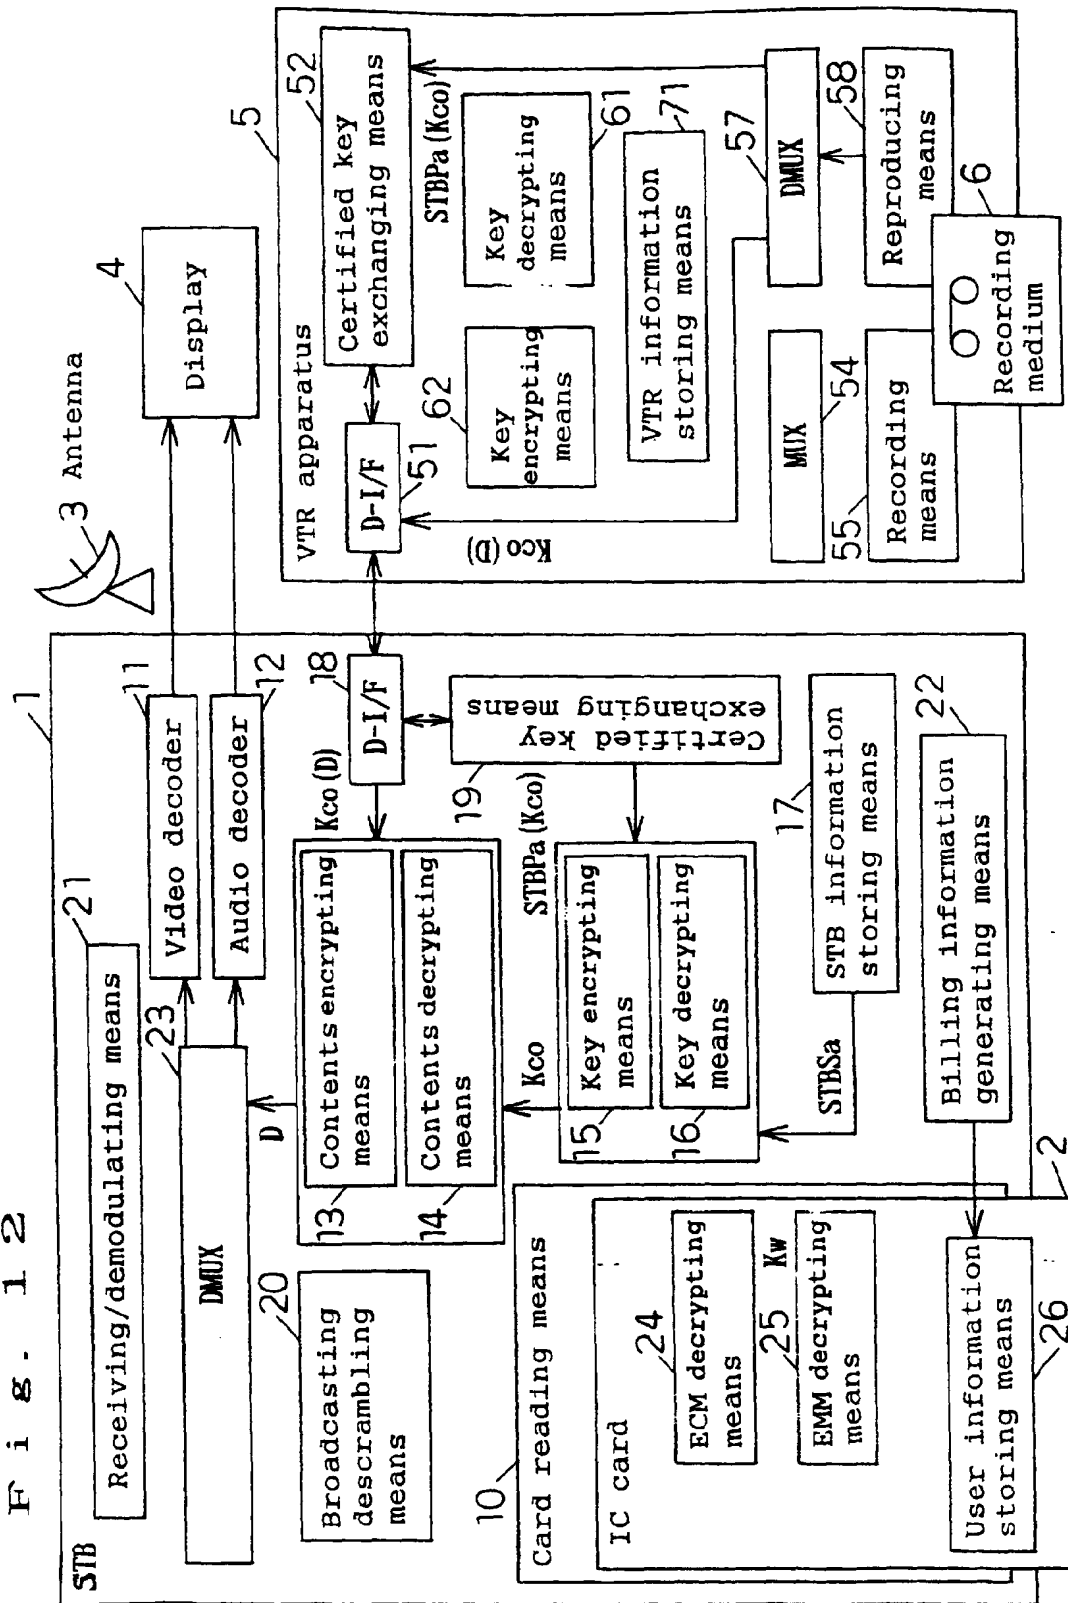 Fig. 12
STB
1
Receiving/demodulating means
21
DMUX
23
Video decoder
11
Audio decoder
12
3 Antenna
Display
4
Broadcasting
descrambling
means
20
D
Contents encrypting
means
13
Contents decrypting
means
14
Kco (D)
D-I/F
18
Certified key
exchanging means
19
STBPa (Kco)
Kco
Key encrypting
means
15
Key decrypting
means
16
STBSa
STB information
storing means
17
Billing information
generating means
22
Card reading means
10
IC card
2
ECM decrypting
means
24
Kw
EMM decrypting
means
25
User information
storing means
26
VTR apparatus
5
D-I/F
51
Certified key
exchanging means
52
STBPa (Kco)
Kco (D)
Key
encrypting
means
62
Key
decrypting
means
61
VTR information
storing means
71
MUX
54
DMUX
57
Recording
means
55
Reproducing
means
58
Recording
medium
6